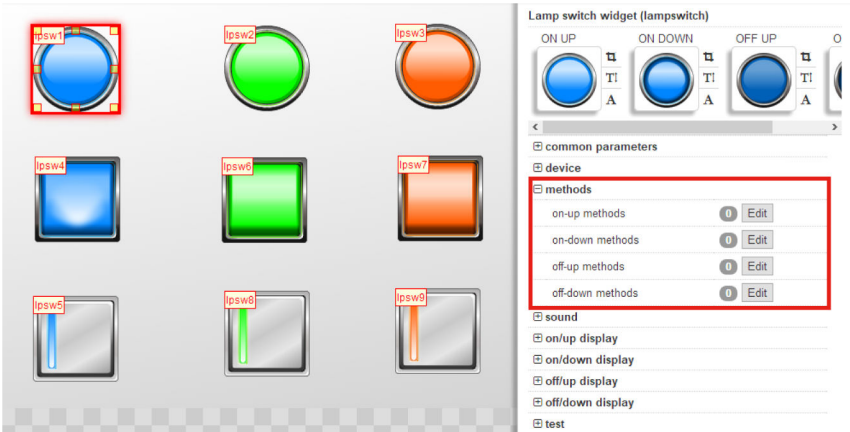 lpsw1
lpsw2
lpsw3
lpsw4
lpsw6
lpsw7
lpsw5
lpsw8
lpsw9
Lamp switch widget (lampswitch)
ON UP ON DOWN OFF UP O
T A T A T A
common parameters
device
methods
on-up methods 0 Edit
on-down methods 0 Edit
off-up methods 0 Edit
off-down methods 0 Edit
sound
on/up display
on/down display
off/up display
off/down display
test